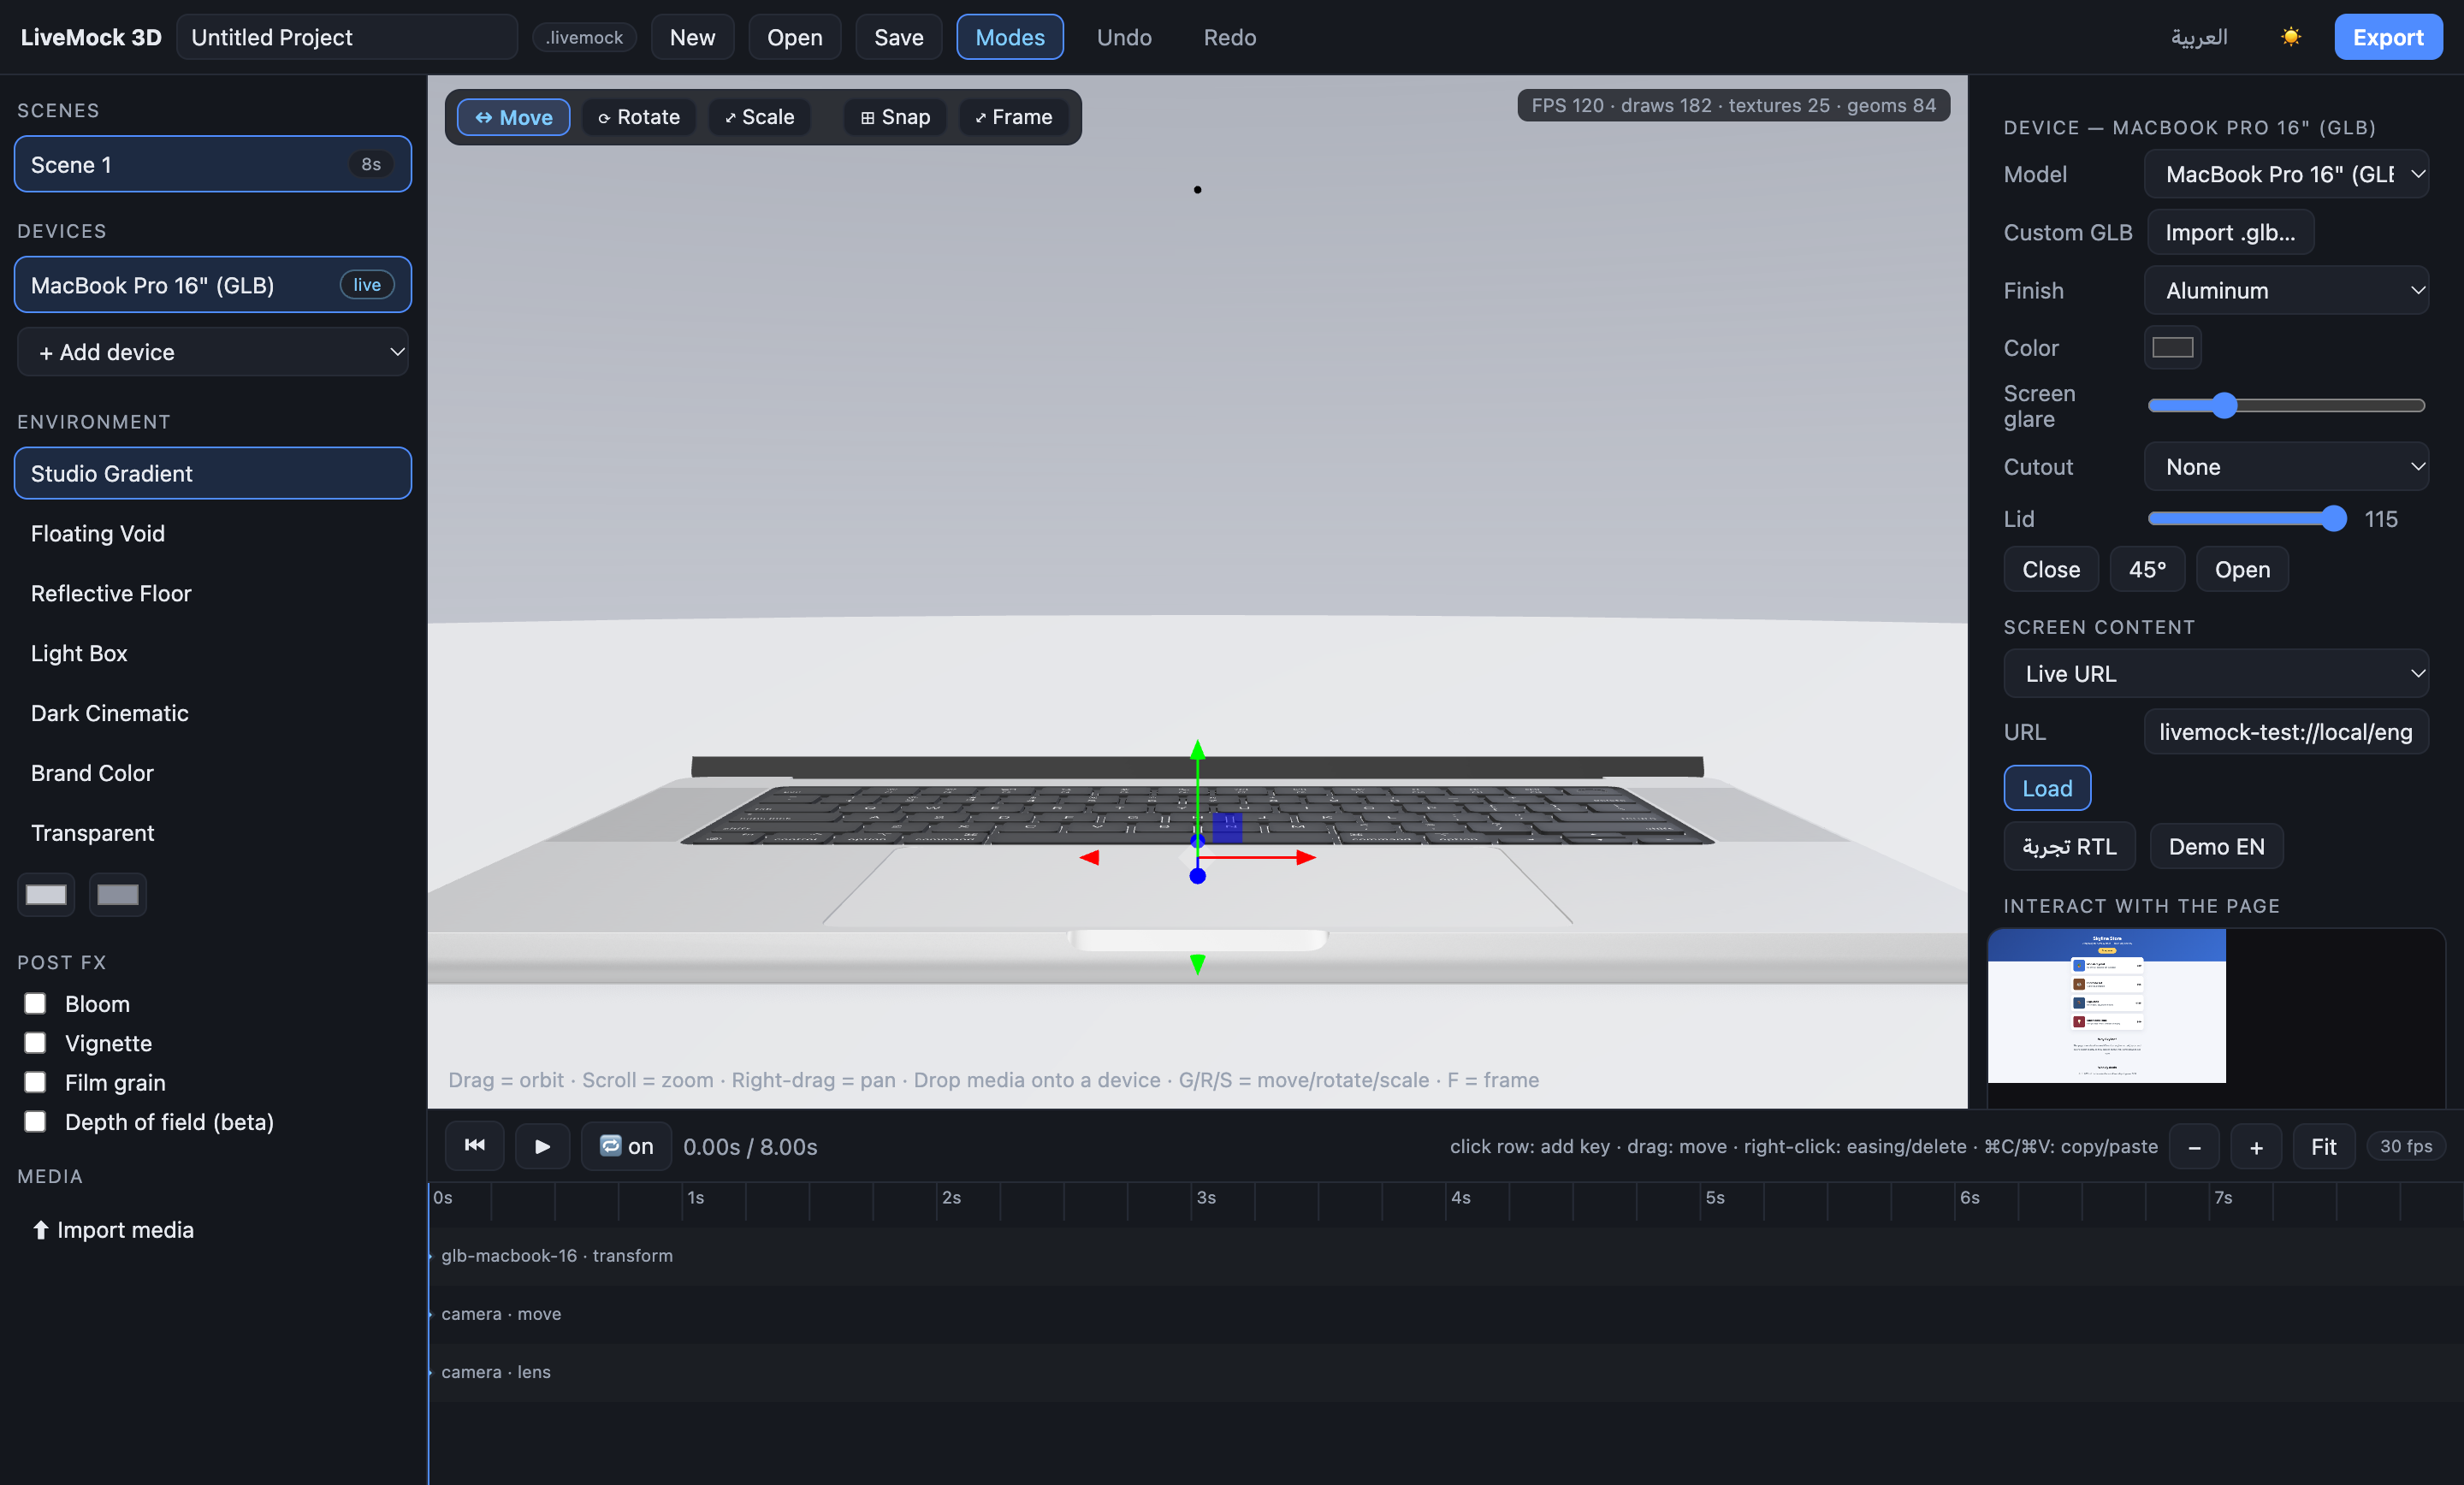 LiveMock 3D
Untitled Project
.livemock
New
Open
Save
Modes
Undo
Redo
العربية
Export
SCENES
Scene 1
8s
DEVICES
MacBook Pro 16" (GLB)
live
+ Add device
ENVIRONMENT
Studio Gradient
Floating Void
Reflective Floor
Light Box
Dark Cinematic
Brand Color
Transparent
POST FX
Bloom
Vignette
Film grain
Depth of field (beta)
MEDIA
Import media
Move
Rotate
Scale
Snap
Frame
FPS 120 · draws 182 · textures 25 · geoms 84
Drag = orbit · Scroll = zoom · Right-drag = pan · Drop media onto a device · G/R/S = move/rotate/scale · F = frame
DEVICE — MACBOOK PRO 16" (GLB)
Model
MacBook Pro 16" (GLB
Custom GLB
Import .glb...
Finish
Aluminum
Color
Screen
glare
Cutout
None
Lid
115
Close
45°
Open
SCREEN CONTENT
Live URL
URL
livemock-test://local/eng
Load
تجربة RTL
Demo EN
INTERACT WITH THE PAGE
Skyline Store
on
0.00s / 8.00s
click row: add key · drag: move · right-click: easing/delete · ⌘C/⌘V: copy/paste
−
+
Fit
30 fps
0s
1s
2s
3s
4s
5s
6s
7s
glb-macbook-16 · transform
camera · move
camera · lens